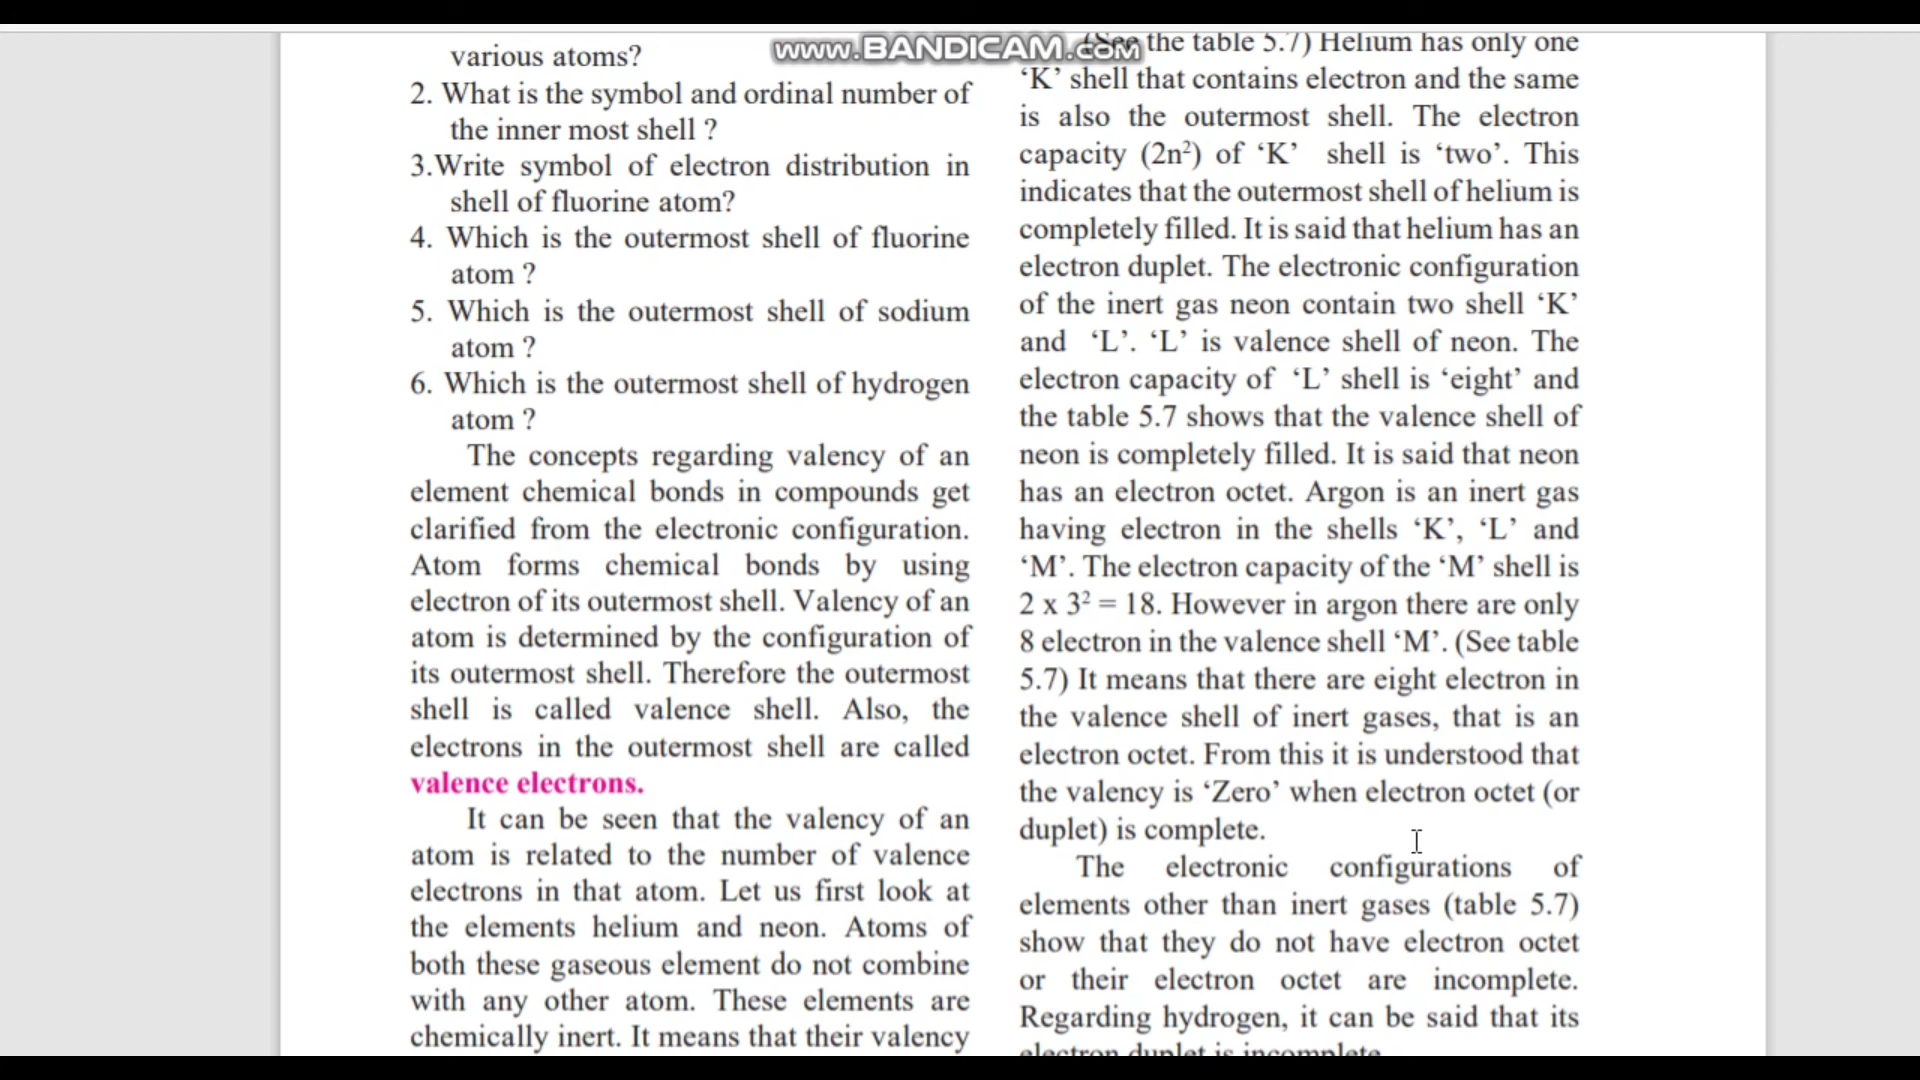 www.BANDICAM.com
various atoms?
2. What is the symbol and ordinal number of
the inner most shell ?
3.Write symbol of electron distribution in
shell of fluorine atom?
4. Which is the outermost shell of fluorine
atom ?
5. Which is the outermost shell of sodium
atom ?
6. Which is the outermost shell of hydrogen
atom ?
The concepts regarding valency of an
element chemical bonds in compounds get
clarified from the electronic configuration.
Atom forms chemical bonds by using
electron of its outermost shell. Valency of an
atom is determined by the configuration of
its outermost shell. Therefore the outermost
shell is called valence shell. Also, the
electrons in the outermost shell are called
valence electrons.
It can be seen that the valency of an
atom is related to the number of valence
electrons in that atom. Let us first look at
the elements helium and neon. Atoms of
both these gaseous element do not combine
with any other atom. These elements are
chemically inert. It means that their valency
(See the table 5.7) Helium has only one
‘K’ shell that contains electron and the same
is also the outermost shell. The electron
capacity (2n²) of ‘K’ shell is ‘two’. This
indicates that the outermost shell of helium is
completely filled. It is said that helium has an
electron duplet. The electronic configuration
of the inert gas neon contain two shell ‘K’
and ‘L’. ‘L’ is valence shell of neon. The
electron capacity of ‘L’ shell is ‘eight’ and
the table 5.7 shows that the valence shell of
neon is completely filled. It is said that neon
has an electron octet. Argon is an inert gas
having electron in the shells ‘K’, ‘L’ and
‘M’. The electron capacity of the ‘M’ shell is
2 x 3² = 18. However in argon there are only
8 electron in the valence shell ‘M’. (See table
5.7) It means that there are eight electron in
the valence shell of inert gases, that is an
electron octet. From this it is understood that
the valency is ‘Zero’ when electron octet (or
duplet) is complete.
The electronic configurations of
elements other than inert gases (table 5.7)
show that they do not have electron octet
or their electron octet are incomplete.
Regarding hydrogen, it can be said that its
electron duplet is incomplete.